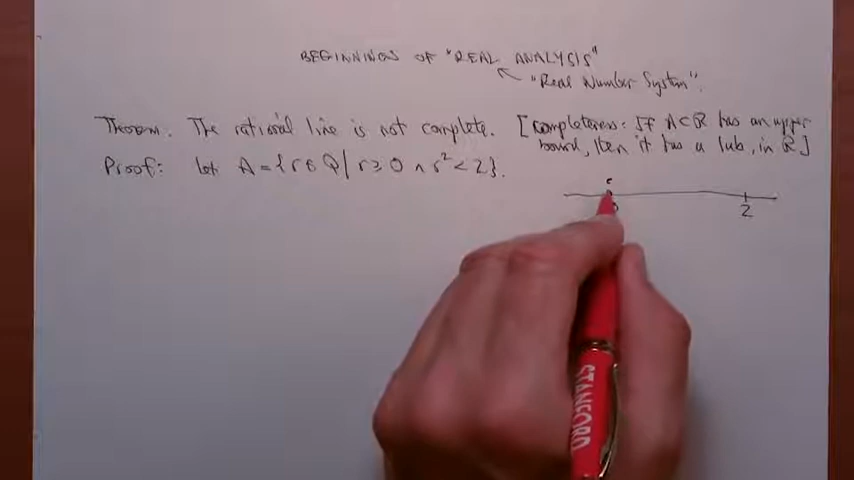 BEGINNINGS OF "REAL ANALYSIS"
"Real Number System".
Theorem. The rational line is not complete. [Completeness: If A⊂R has an upper
bound, then it has a lub, in R]
Proof: let A = {r ∈ Q | r ≥ 0 ∧ r² < 2}.
2
STANFORD